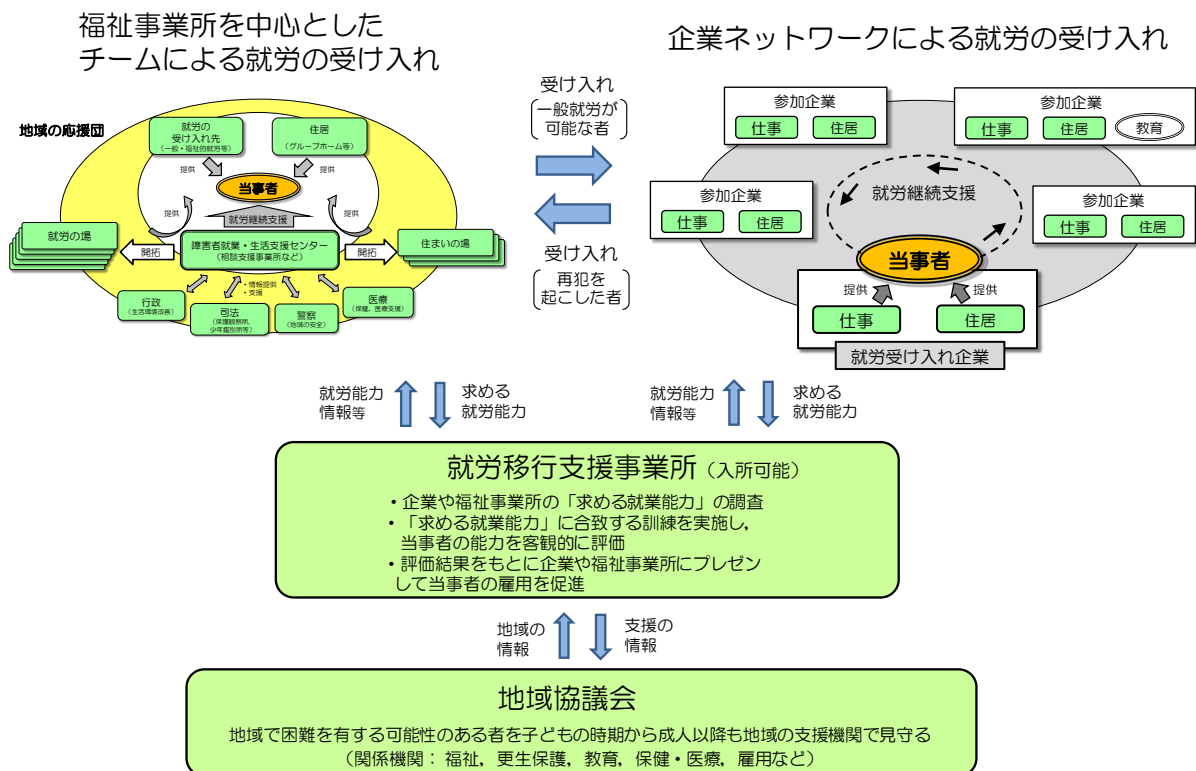 福祉事業所を中心とした
チームによる就労の受け入れ
企業ネットワークによる就労の受け入れ
地域の応援団
就労の
受け入れ先
(一般・福祉的就労等)
住居
(グループホーム等)
提供
提供
当事者
就労継続支援
提供
提供
就労の場
開拓
障害者就業・生活支援センター
(相談支援事業所など)
開拓
住まいの場
・情報提供
・支援
行政
(生活環境改善)
司法
(保護観察所,
少年鑑別所等)
警察
(地域の安全)
医療
(保健、医療支援)
受け入れ
一般就労が
可能な者
受け入れ
再犯を
起こした者
参加企業
仕事
住居
参加企業
仕事
住居
教育
参加企業
仕事
住居
参加企業
仕事
住居
就労継続支援
当事者
提供
提供
仕事
住居
就労受け入れ企業
就労能力
情報等
求める
就労能力
就労能力
情報等
求める
就労能力
就労移行支援事業所(入所可能)
・企業や福祉事業所の「求める就業能力」の調査
・「求める就業能力」に合致する訓練を実施し,
当事者の能力を客観的に評価
・評価結果をもとに企業や福祉事業所にプレゼン
して当事者の雇用を促進
地域の
情報
支援の
情報
地域協議会
地域で困難を有する可能性のある者を子どもの時期から成人以降も地域の支援機関で見守る
(関係機関: 福祉, 更生保護, 教育, 保健・医療, 雇用など)